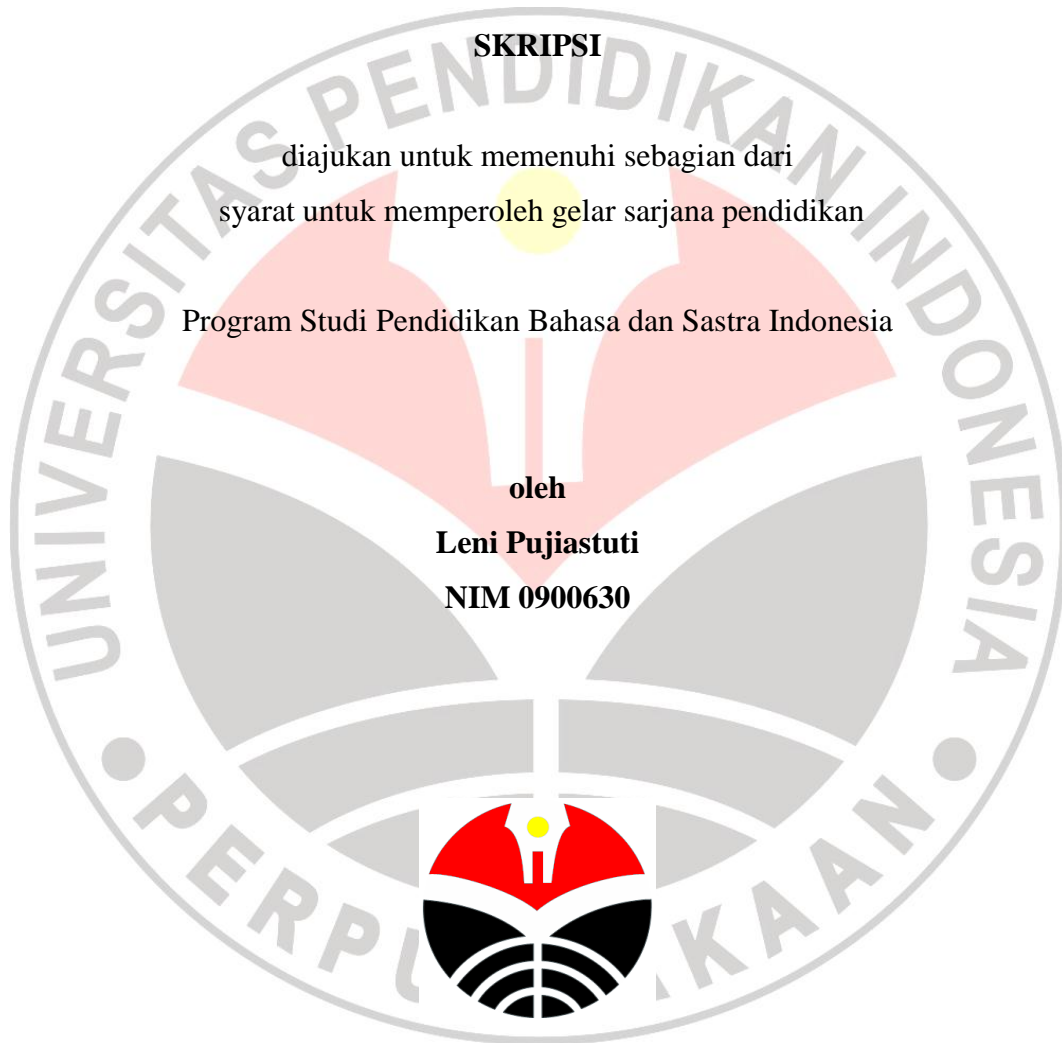 SKRIPSI
diajukan untuk memenuhi sebagian dari
syarat untuk memperoleh gelar sarjana pendidikan
Program Studi Pendidikan Bahasa dan Sastra Indonesia
oleh
Leni Pujiastuti
NIM 0900630
UNIVERSITAS PENDIDIKAN INDONESIA